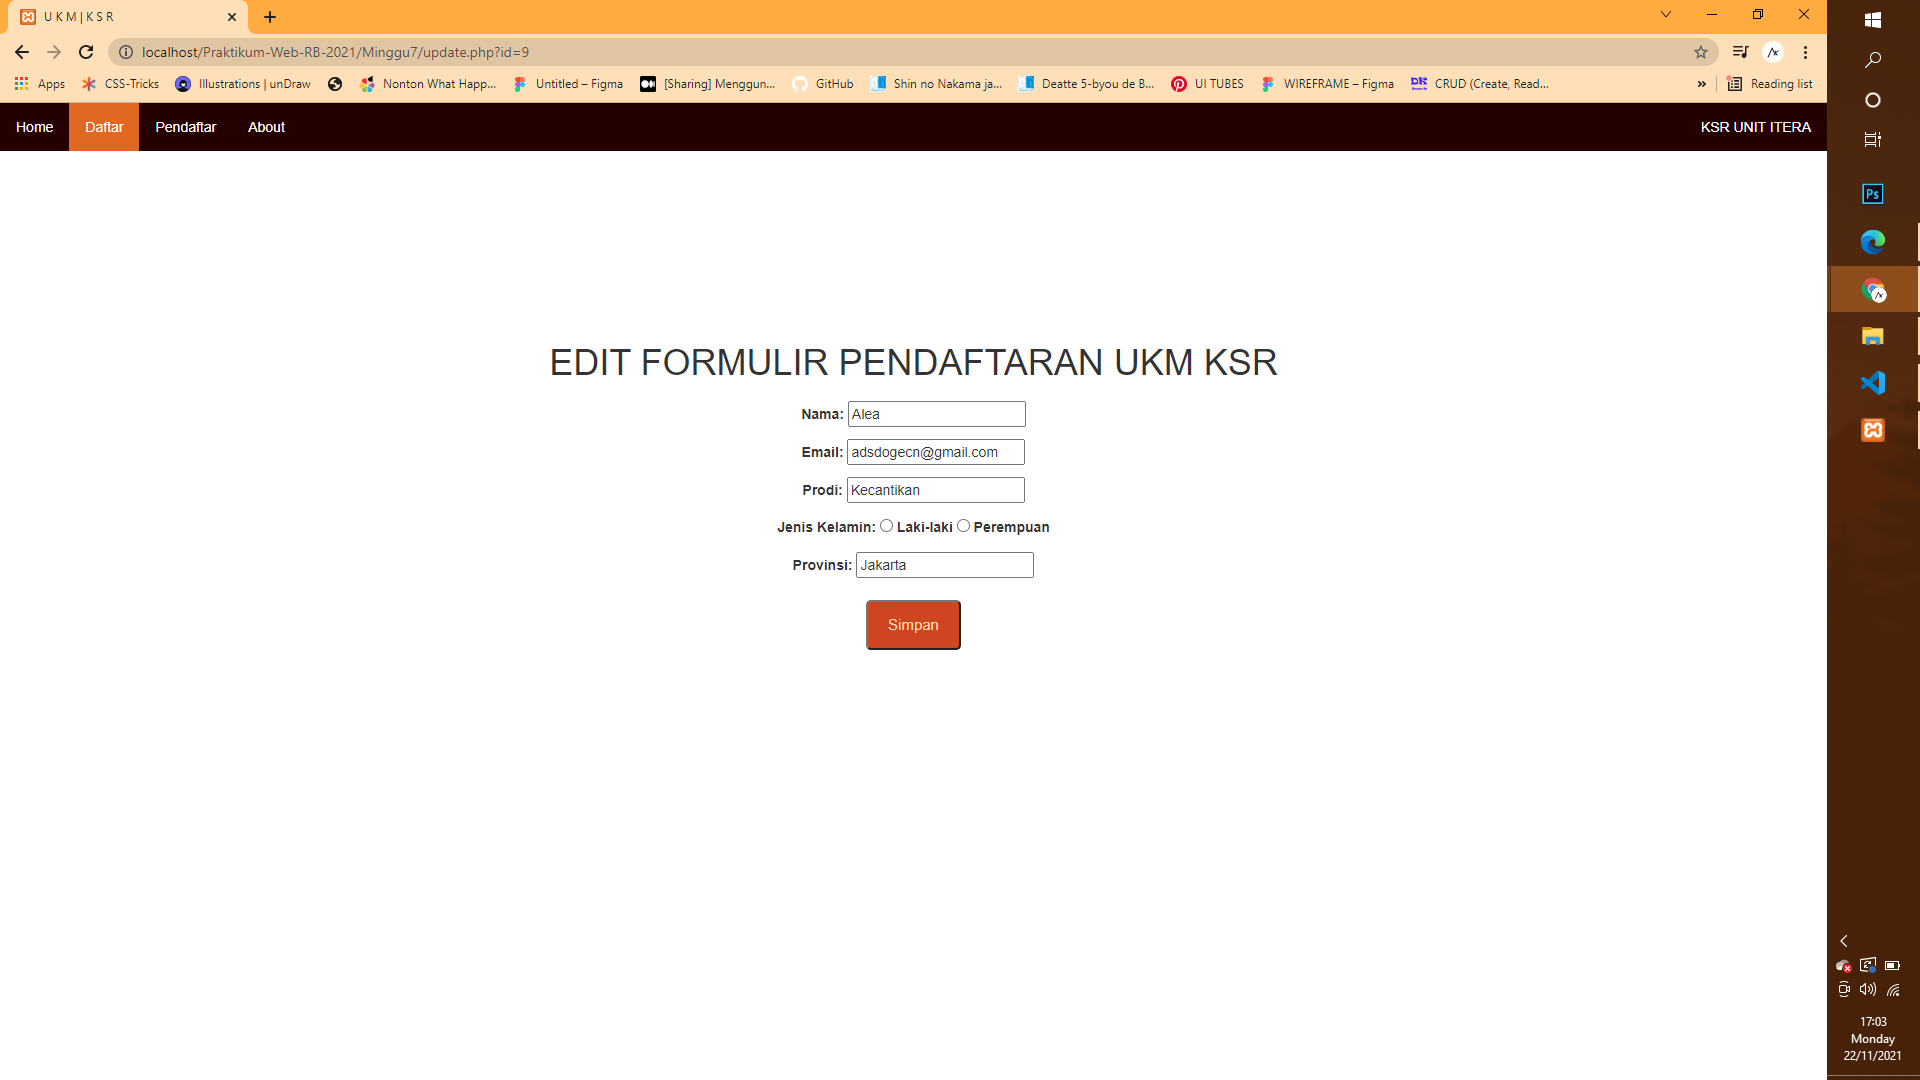 U K M | K S R
localhost/Praktikum-Web-RB-2021/Minggu7/update.php?id=9
Apps CSS-Tricks Illustrations | unDraw Nonton What Happ... Untitled – Figma [Sharing] Menggun... GitHub Shin no Nakama ja... Deatte 5-byou de B... UI TUBES WIREFRAME – Figma CRUD (Create, Read... » Reading list
Home Daftar Pendaftar About KSR UNIT ITERA
EDIT FORMULIR PENDAFTARAN UKM KSR
Nama: Alea
Email: adsdogecn@gmail.com
Prodi: Kecantikan
Jenis Kelamin: Laki-laki Perempuan
Provinsi: Jakarta
Simpan
Ps
17:03
Monday
22/11/2021